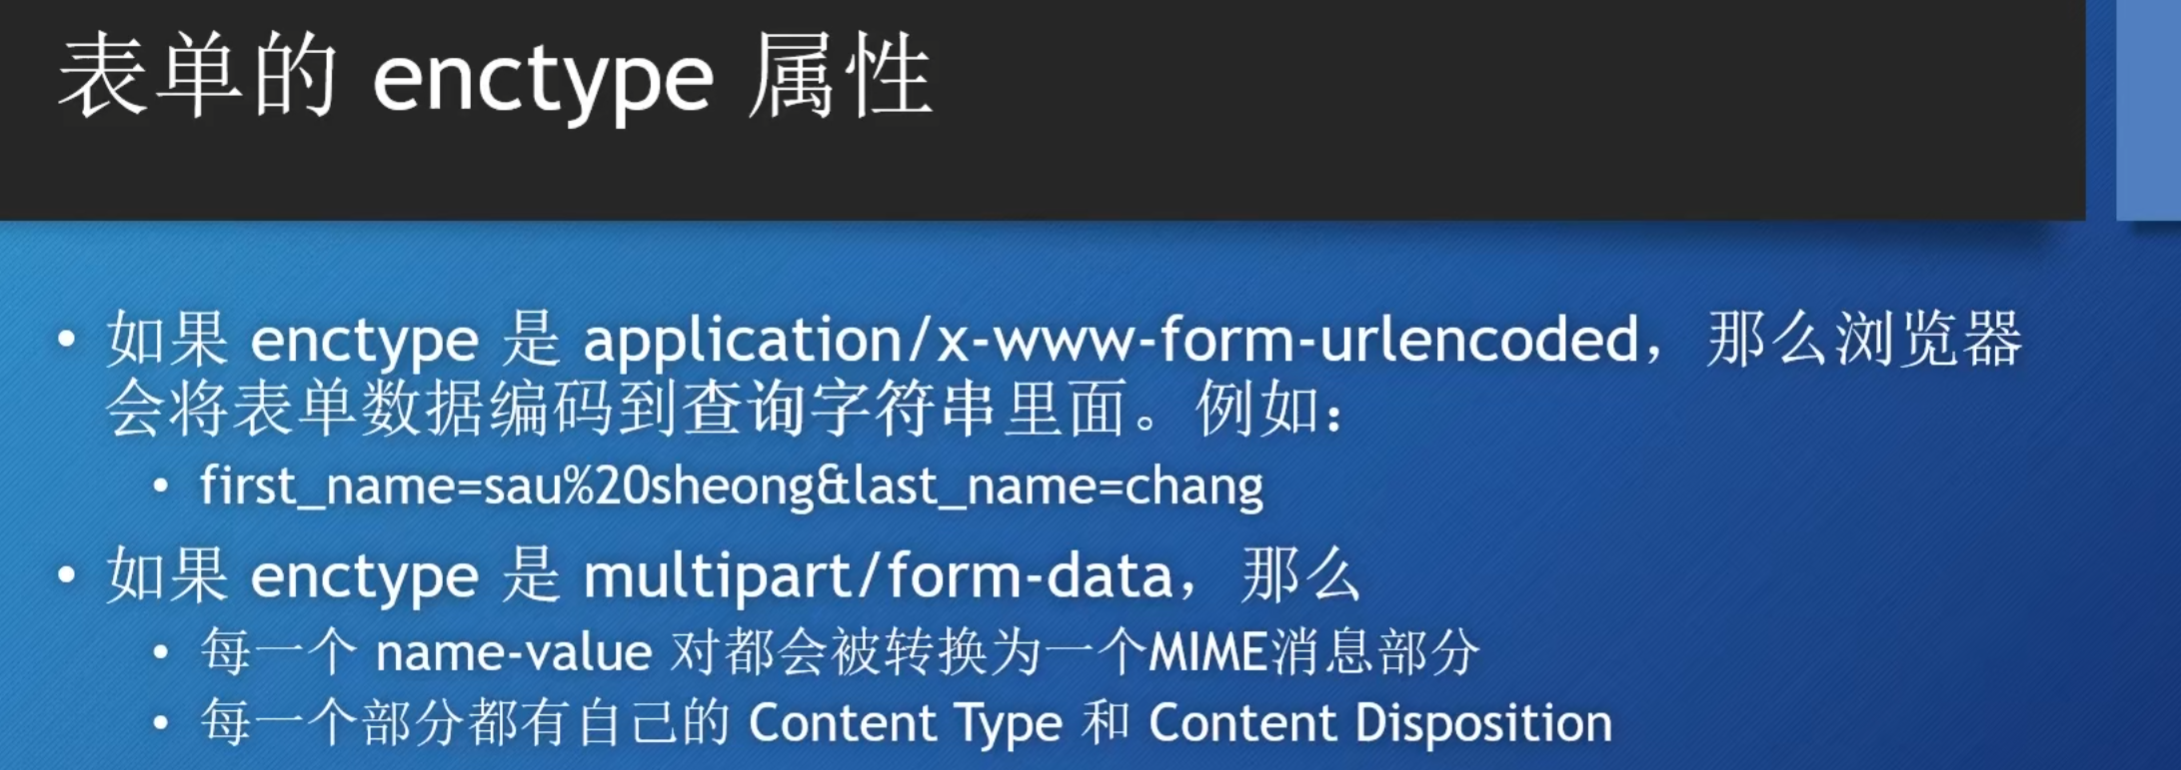 表单的 enctype 属性
• 如果 enctype 是 application/x-www-form-urlencoded，那么浏览器
会将表单数据编码到查询字符串里面。例如：
• first_name=sau%20sheong&last_name=chang
• 如果 enctype 是 multipart/form-data，那么
• 每一个 name-value 对都会被转换为一个MIME消息部分
• 每一个部分都有自己的 Content Type 和 Content Disposition